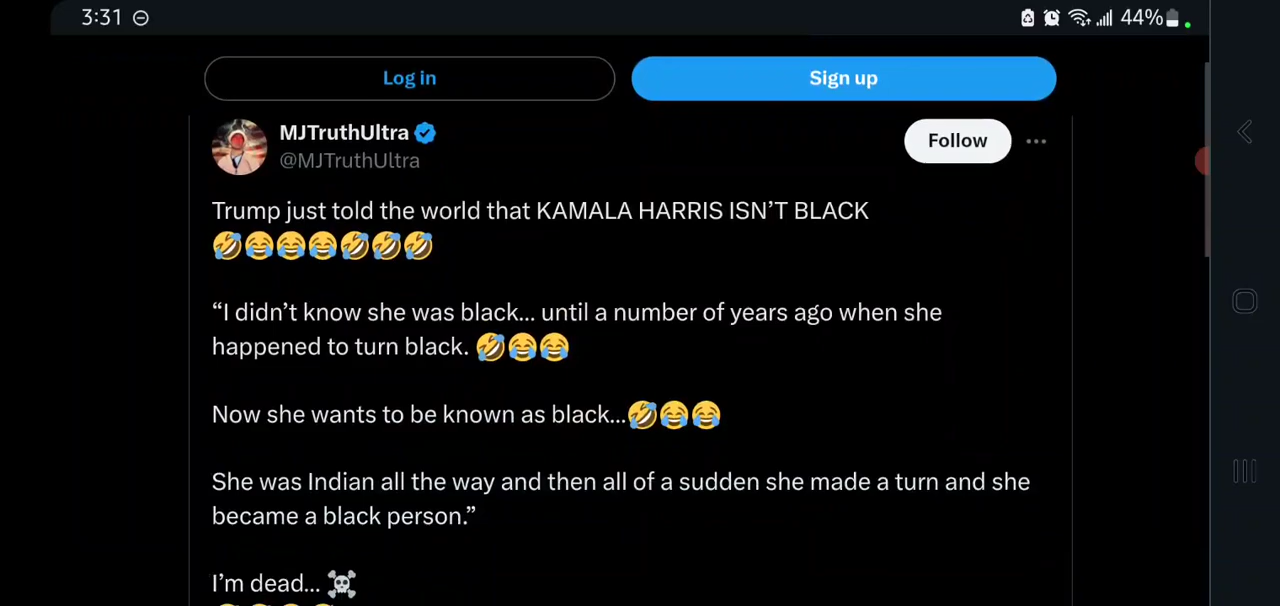 3:31 44%
Log in Sign up
MJTruthUltra
@MJTruthUltra
Follow
Trump just told the world that KAMALA HARRIS ISN’T BLACK
🤣😂😂😂🤣🤣🤣
“I didn’t know she was black... until a number of years ago when she
happened to turn black. 🤣😂😂
Now she wants to be known as black...🤣😂😂
She was Indian all the way and then all of a sudden she made a turn and she
became a black person.”
I’m dead... ☠️